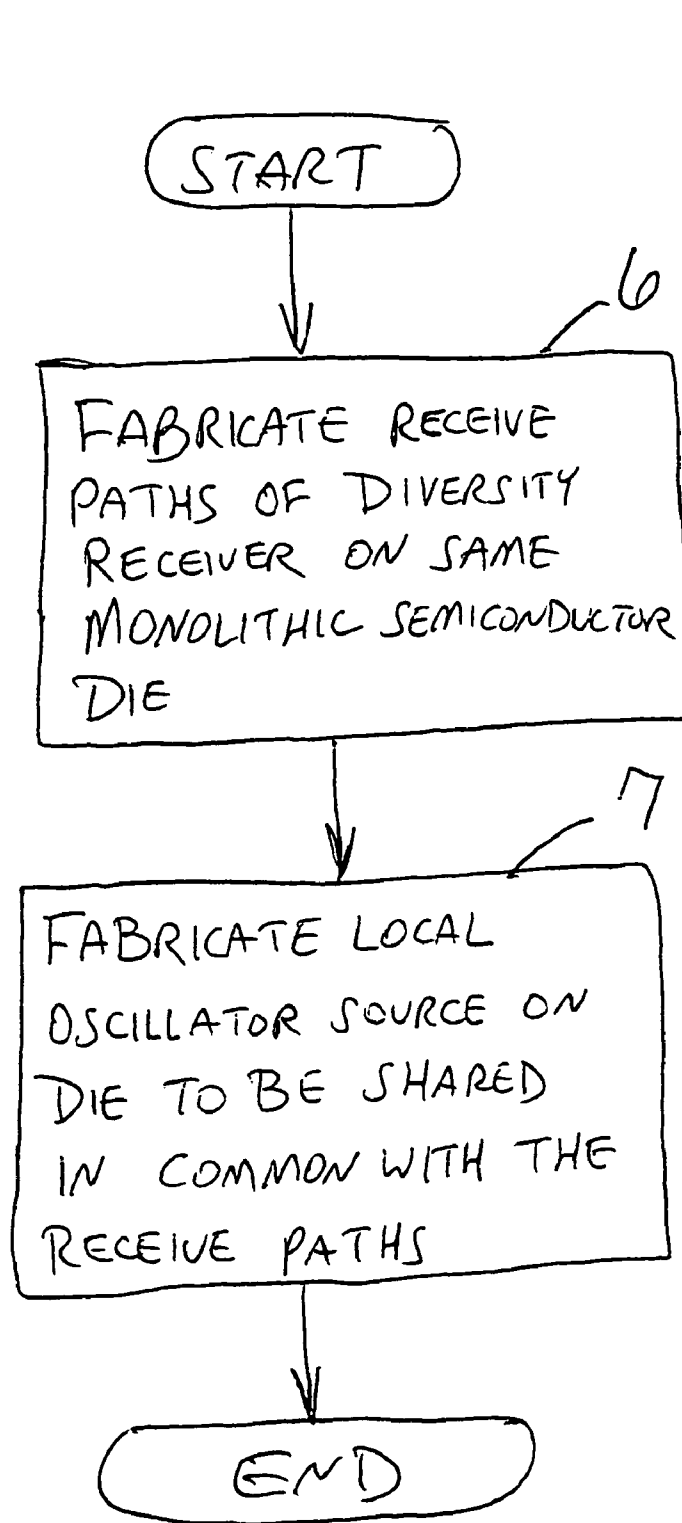 START
6
FABRICATE RECEIVE
PATHS OF DIVERSITY
RECEIVER ON SAME
MONOLITHIC SEMICONDUCTOR
DIE
7
FABRICATE LOCAL
OSCILLATOR SOURCE ON
DIE TO BE SHARED
IN COMMON WITH THE
RECEIVE PATHS
END